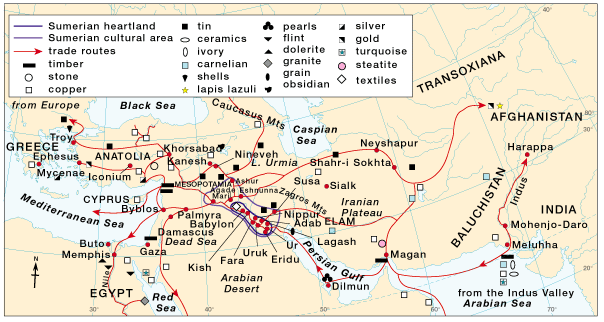 Sumerian heartland
Sumerian cultural area
trade routes
timber
stone
copper
tin
ceramics
ivory
carnelian
shells
lapis lazuli
pearls
flint
dolerite
granite
grain
obsidian
silver
gold
turquoise
steatite
textiles
from Europe
Black Sea
Caucasus Mts
Caspian
Sea
TRANSOXIANA
AFGHANISTAN
Troy
GREECE
Ephesus
Mycenae
ANATOLIA
Iconium
Khorsabad
Kanesh
Nineveh
L. Urmia
Neyshapur
Shahr-i Sokhta
Harappa
MESOPOTAMIA
Ashur
Agade
Eshnunna
Mari
Zagros Mts
Susa
Sialk
Iranian
Plateau
BALUCHISTAN
Indus
INDIA
CYPRUS
Mediterranean Sea
Byblos
Palmyra
Babylon
Nippur
Adab
ELAM
Damascus
Dead Sea
Buto
Memphis
Gaza
Ur
Lagash
Magan
Mohenjo-Daro
Meluhha
Kish
Fara
Uruk
Eridu
Persian Gulf
Arabian
Desert
Dilmun
N
Nile
EGYPT
Red
Sea
from the Indus Valley
Arabian Sea
30°
40°
50°
60°
70°
40°
30°
20°